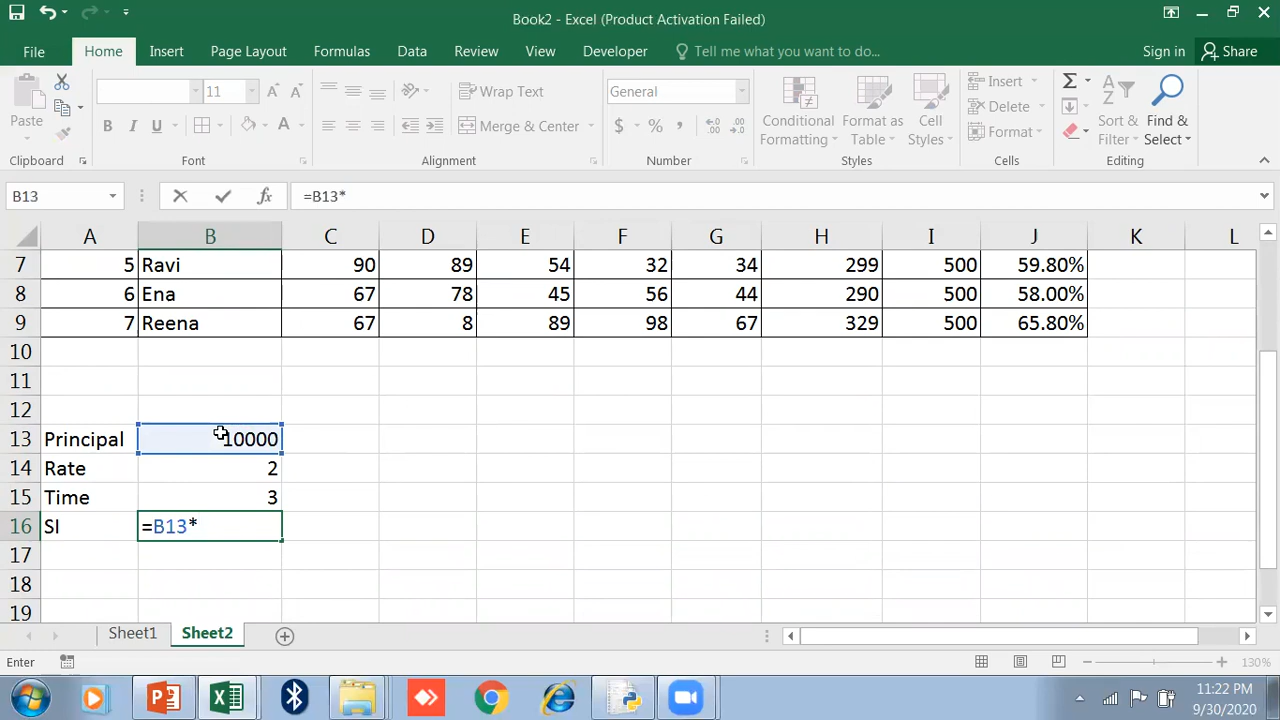 Book2 - Excel (Product Activation Failed)
File Home Insert Page Layout Formulas Data Review View Developer Tell me what you want to do... Sign in Share
Paste 11 Wrap Text General Conditional Formatting Format as Table Cell Styles Insert Sort & Filter Find & Select
B I U A Merge & Center $ % , Delete
Format
Clipboard Font Alignment Number Styles Cells Editing
B13 fx =B13*
A B C D E F G H I J K L
7 5 Ravi 90 89 54 32 34 299 500 59.80%
8 6 Ena 67 78 45 56 44 290 500 58.00%
9 7 Reena 67 8 89 98 67 329 500 65.80%
10
11
12
13 Principal 10000
14 Rate 2
15 Time 3
16 SI =B13*
17
18
19
Sheet1 Sheet2
Enter 130%
11:22 PM
9/30/2020